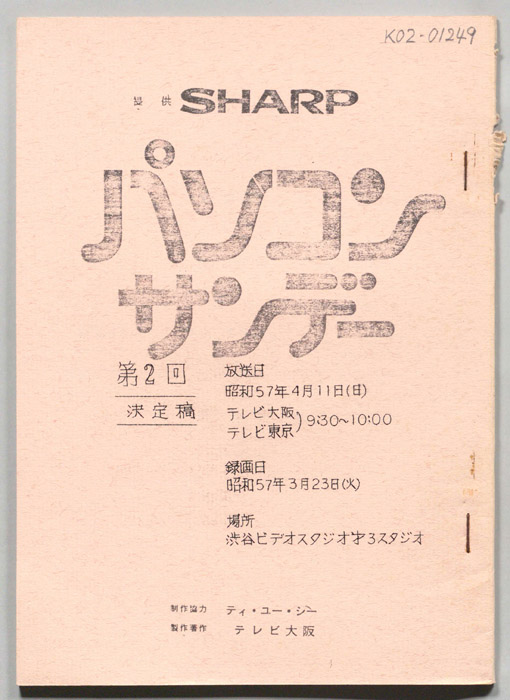 K02-01249
提供 SHARP
パソコン
サンデー
第2回
決定稿
放送日
昭和57年4月11日(日)
テレビ大阪
テレビ東京
)9:30~10:00
録画日
昭和57年3月23日(火)
場所
渋谷ビデオスタジオ才3スタジオ
制作協力 ティ・ユー・ジー
製作著作 テレビ大阪